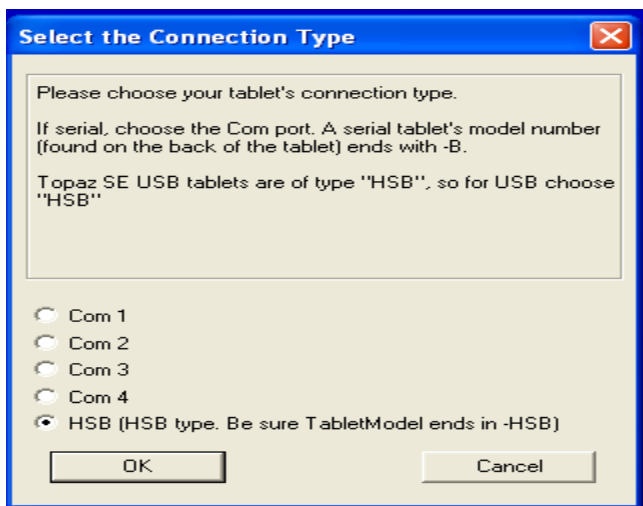 Select the Connection Type
Please choose your tablet's connection type.
If serial, choose the Com port. A serial tablet's model number
(found on the back of the tablet) ends with -B.
Topaz SE USB tablets are of type "HSB", so for USB choose
"HSB"
Com 1
Com 2
Com 3
Com 4
HSB (HSB type. Be sure TabletModel ends in -HSB)
OK Cancel